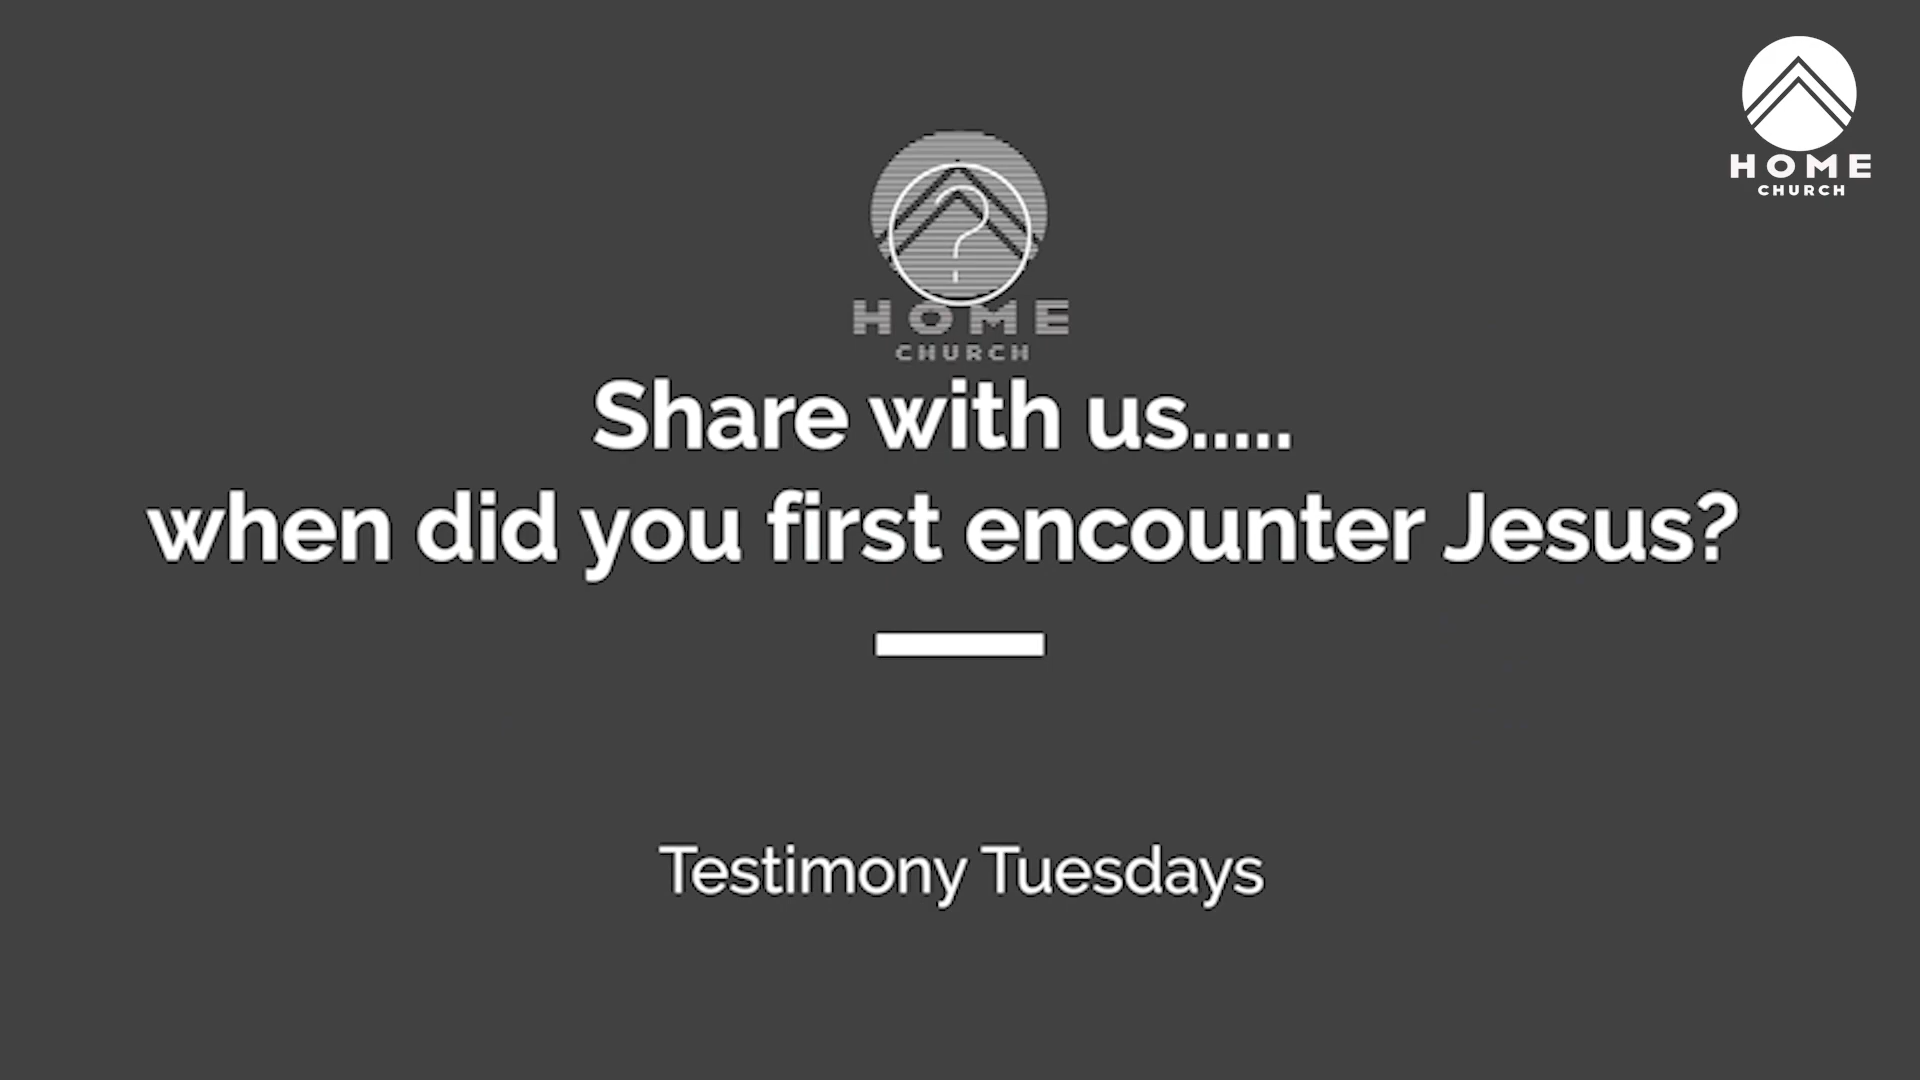 HOME
CHURCH
?
HOME
CHURCH
Share with us.....
when did you first encounter Jesus?
Testimony Tuesdays